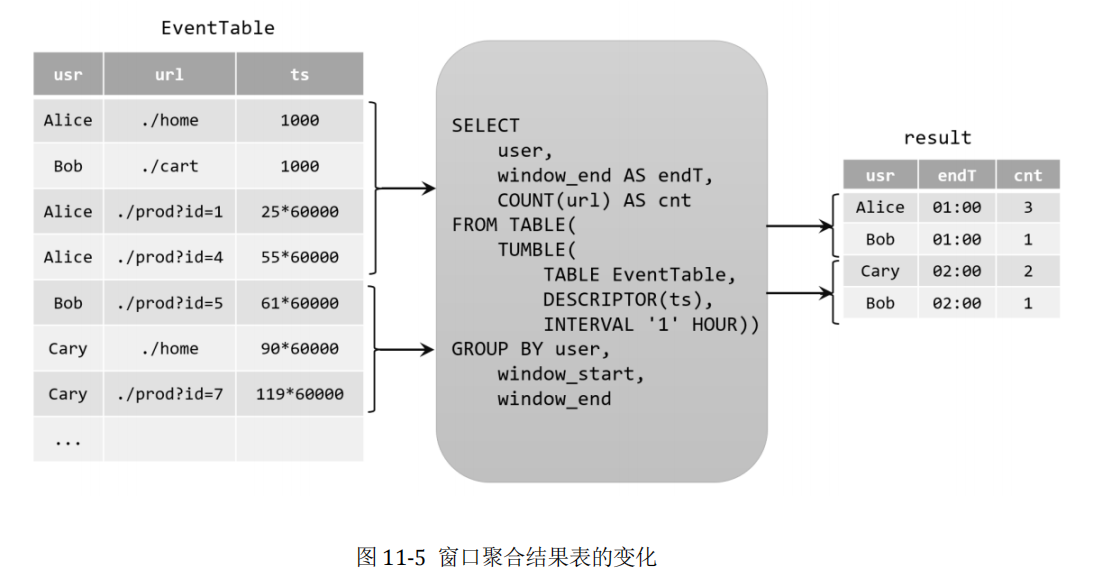 EventTable
usr url ts
Alice ./home 1000
Bob ./cart 1000
Alice ./prod?id=1 25*60000
Alice ./prod?id=4 55*60000
Bob ./prod?id=5 61*60000
Cary ./home 90*60000
Cary ./prod?id=7 119*60000
...
SELECT
user,
window_end AS endT,
COUNT(url) AS cnt
FROM TABLE(
TUMBLE(
TABLE EventTable,
DESCRIPTOR(ts),
INTERVAL '1' HOUR))
GROUP BY user,
window_start,
window_end
result
usr endT cnt
Alice 01:00 3
Bob 01:00 1
Cary 02:00 2
Bob 02:00 1
图 11-5 窗口聚合结果表的变化